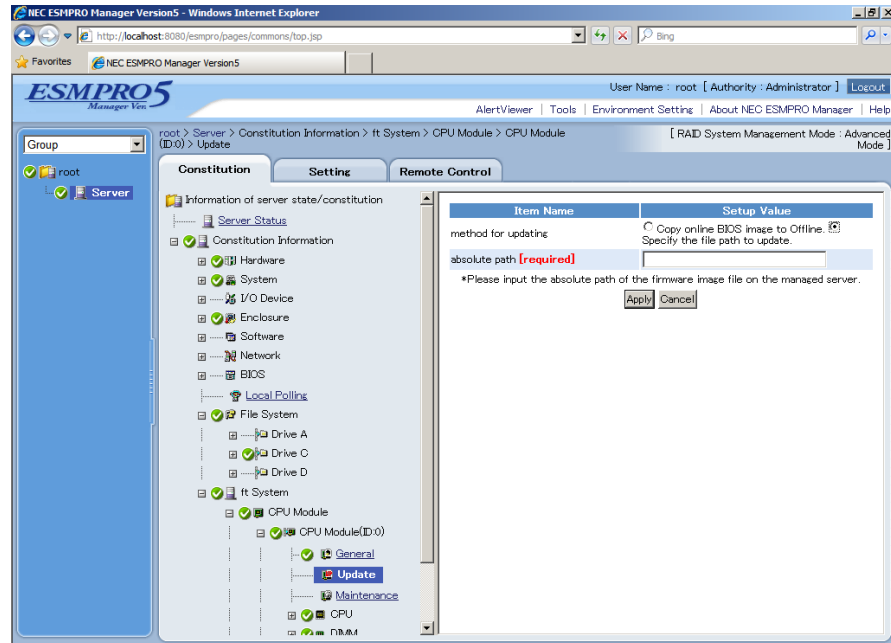 NEC ESMPRO Manager Version5 - Windows Internet Explorer
http://localhost:8080/esmpro/pages/commons/top.jsp
Bing
Favorites
NEC ESMPRO Manager Version5
ESMPRO5
Manager Ver.
User Name : root [ Authority : Administrator ] Logout
AlertViewer | Tools | Environment Setting | About NEC ESMPRO Manager | Help
Group
root
Server
root > Server > Constitution Information > ft System > CPU Module > CPU Module
(ID:0) > Update
[ RAID System Management Mode : Advanced
Mode ]
Constitution
Setting
Remote Control
Information of server state/constitution
Server Status
Constitution Information
Hardware
System
I/O Device
Enclosure
Software
Network
BIOS
Local Polling
File System
Drive A
Drive C
Drive D
ft System
CPU Module
CPU Module(ID:0)
General
Update
Maintenance
CPU
DIMM
Item Name Setup Value
method for updating
Copy online BIOS image to Offline.
Specify the file path to update.
absolute path [required]
*Please input the absolute path of the firmware image file on the managed server.
Apply Cancel